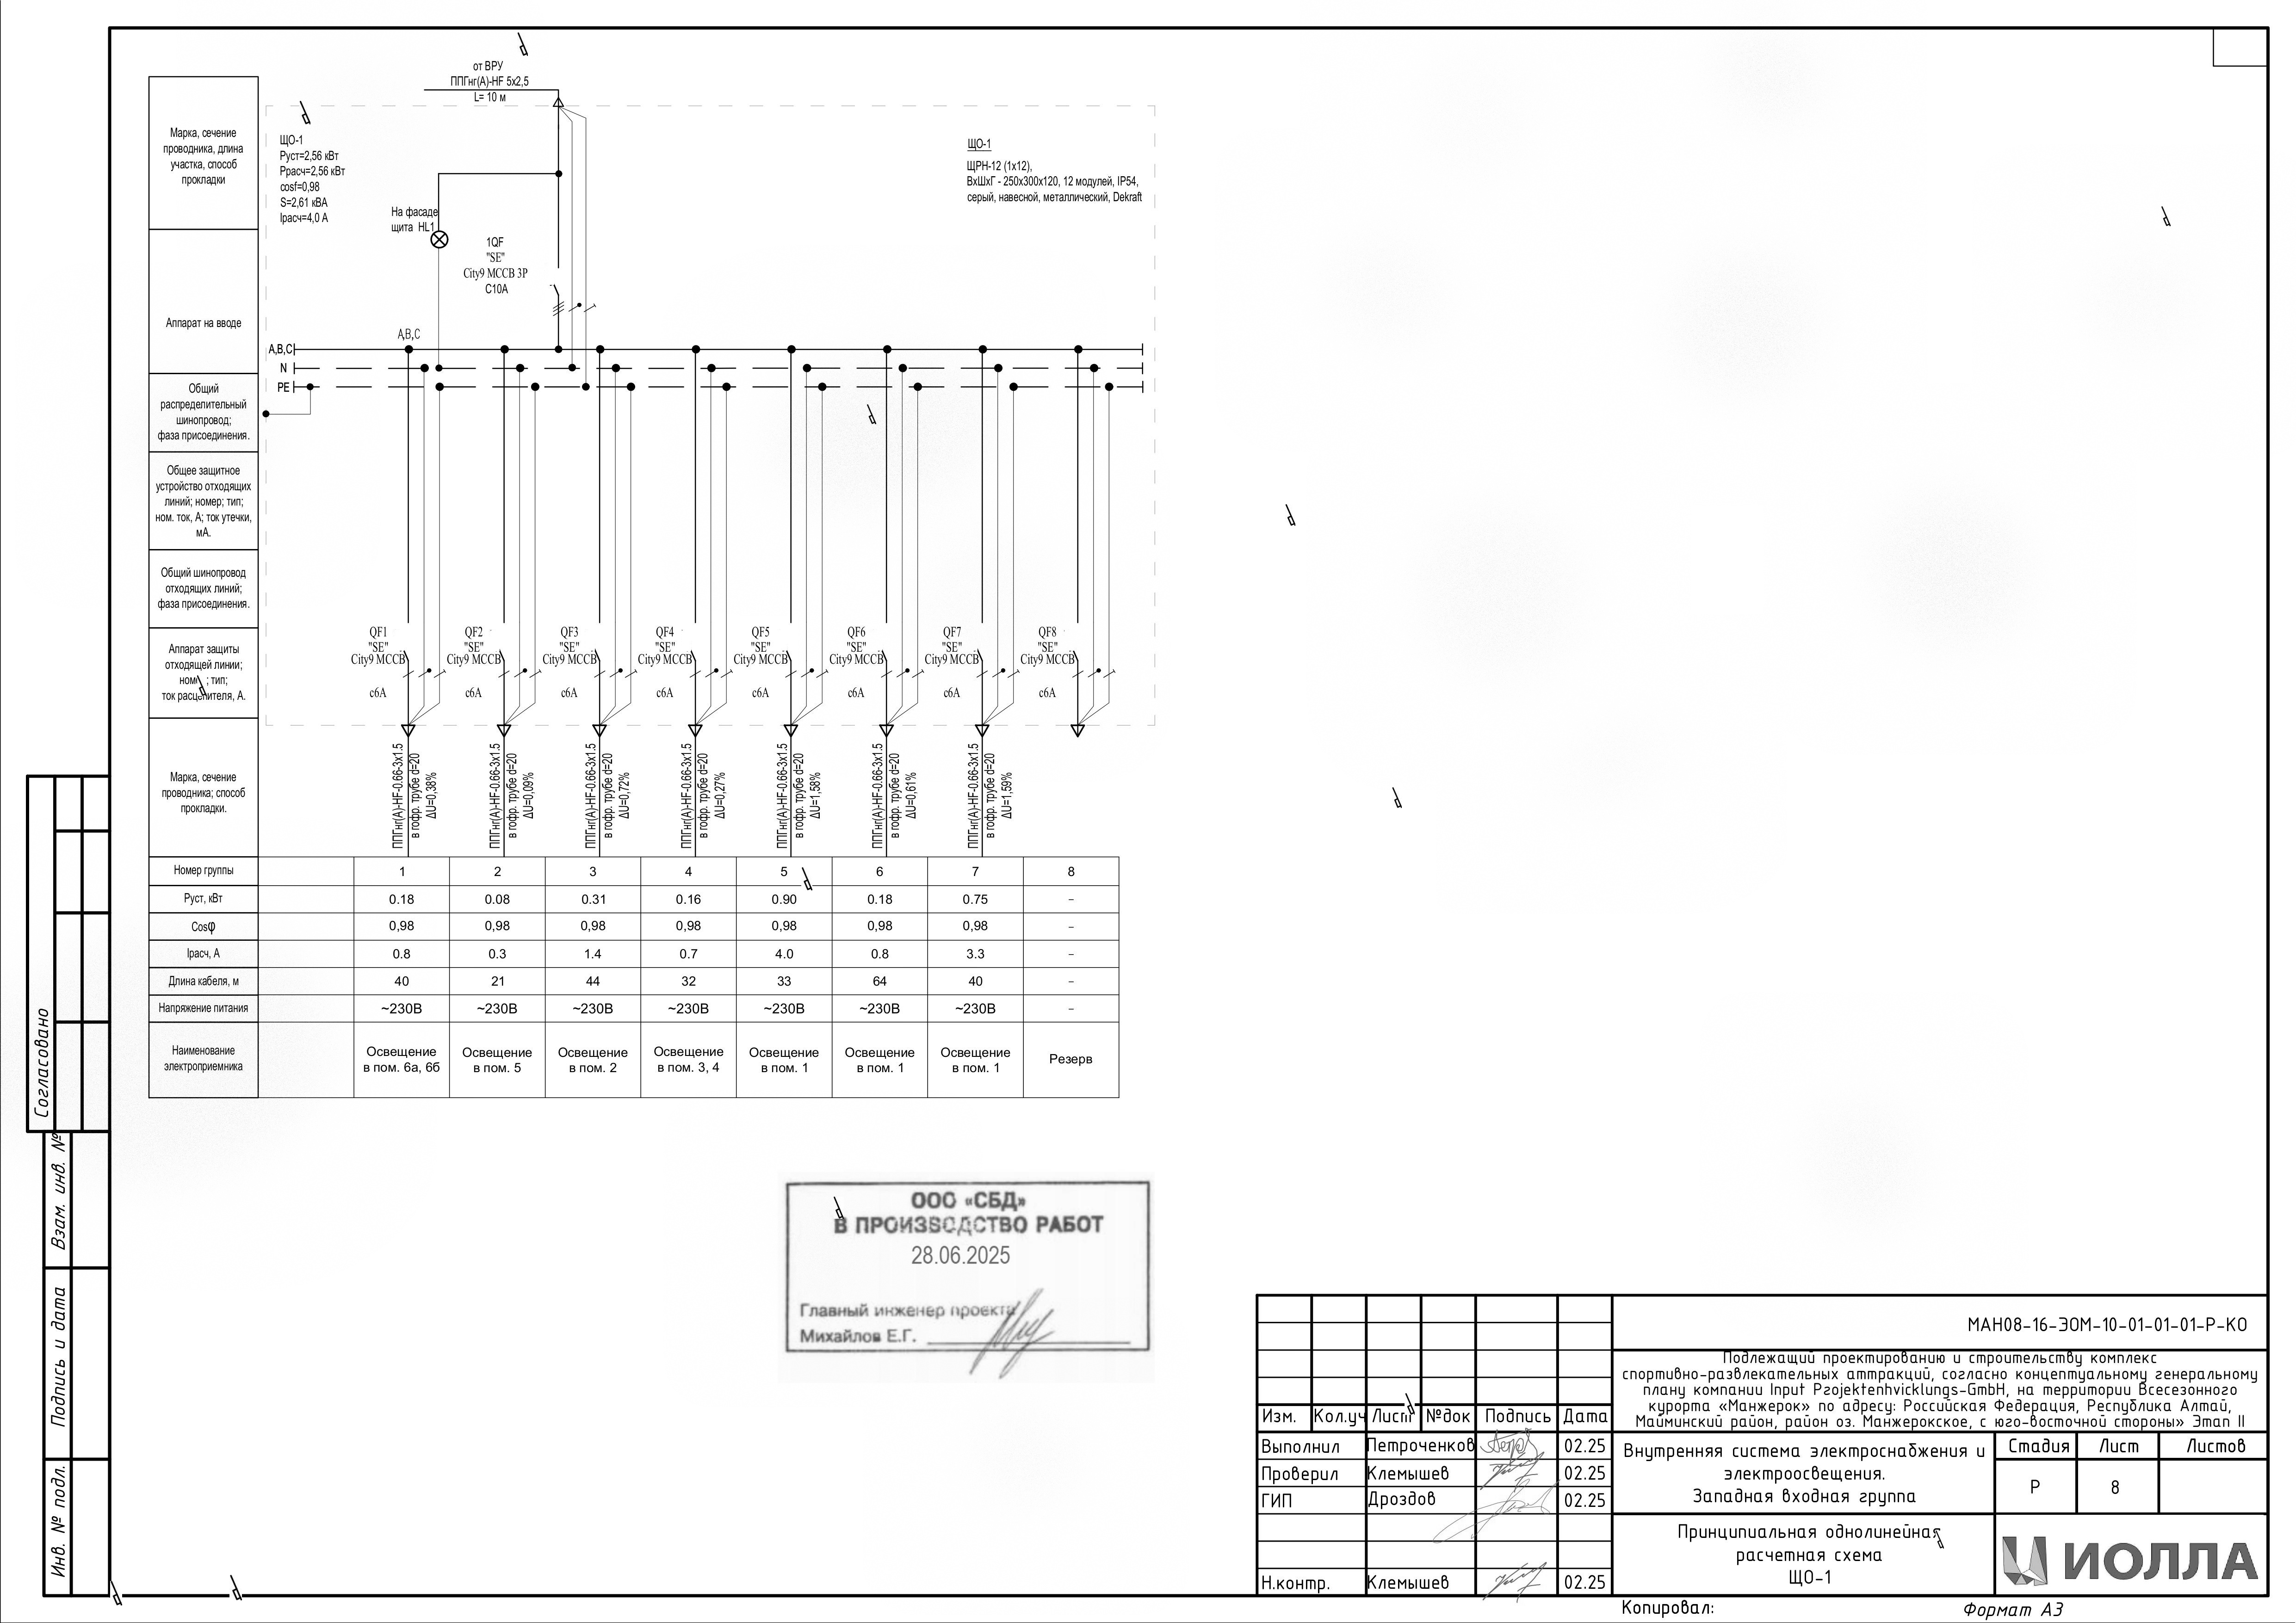 от ВРУ
ППГнг(А)-HF 5х2,5
L= 10 м
Марка, сечение
проводника, длина
участка, способ
прокладки
ЩО-1
Руст=2,56 кВт
Ррасч=2,56 кВт
cosf=0,98
S=2,61 кВА
Iрасч=4,0 А
ЩО-1
ЩРН-12 (1х12),
ВхШхГ - 250х300х120, 12 модулей, IP54,
серый, навесной, металлический, Dekraft
На фасаде
щита HL1
1QF
"SE"
City9 MCCB 3P
C10A
Аппарат на вводе
A,B,C
A,B,C
N
PE
Общий
распределительный
шинопровод;
фаза присоединения.
Общее защитное
устройство отходящих
линий; номер; тип;
ном. ток, А; ток утечки,
мА.
Общий шинопровод
отходящих линий;
фаза присоединения.
Аппарат защиты
отходящей линии;
ном ; тип;
ток расцепителя, А.
QF1 QF2 QF3 QF4 QF5 QF6 QF7 QF8
"SE" "SE" "SE" "SE" "SE" "SE" "SE" "SE"
City9 MCCB City9 MCCB City9 MCCB City9 MCCB City9 MCCB City9 MCCB City9 MCCB City9 MCCB
c6A c6A c6A c6A c6A c6A c6A c6A
Марка, сечение
проводника; способ
прокладки.
ППГнг(А)-HF-0.66-3х1.5
в гофр. трубе d=20
ΔU=0,38%
ППГнг(А)-HF-0.66-3х1.5
в гофр. трубе d=20
ΔU=0,09%
ППГнг(А)-HF-0.66-3х1.5
в гофр. трубе d=20
ΔU=0,72%
ППГнг(А)-HF-0.66-3х1.5
в гофр. трубе d=20
ΔU=0,27%
ППГнг(А)-HF-0.66-3х1.5
в гофр. трубе d=20
ΔU=1,58%
ППГнг(А)-HF-0.66-3х1.5
в гофр. трубе d=20
ΔU=0,61%
ППГнг(А)-HF-0.66-3х1.5
в гофр. трубе d=20
ΔU=1,59%
Номер группы 1 2 3 4 5 6 7 8
Руст, кВт 0.18 0.08 0.31 0.16 0.90 0.18 0.75 –
Cosφ 0,98 0,98 0,98 0,98 0,98 0,98 0,98 –
Iрасч, А 0.8 0.3 1.4 0.7 4.0 0.8 3.3 –
Длина кабеля, м 40 21 44 32 33 64 40 –
Напряжение питания ~230В ~230В ~230В ~230В ~230В ~230В ~230В –
Наименование
электроприемника
Освещение
в пом. 6а, 6б
Освещение
в пом. 5
Освещение
в пом. 2
Освещение
в пом. 3, 4
Освещение
в пом. 1
Освещение
в пом. 1
Освещение
в пом. 1
Резерв
Согласовано
Взам. инв. №
Подпись и дата
Инв. № подл.
ООО «СБД»
В ПРОИЗВОДСТВО РАБОТ
28.06.2025
Главный инженер проекта
Михайлов Е.Г.
МАН08-16-ЭОМ-10-01-01-01-Р-КО
Подлежащий проектированию и строительству комплекс
спортивно-развлекательных аттракций, согласно концептуальному генеральному
плану компании Input Projektenhvicklungs-GmbH, на территории Всесезонного
курорта «Манжерок» по адресу: Российская Федерация, Республика Алтай,
Майминский район, район оз. Манжерокское, с юго-восточной стороны» Этап II
Изм. Кол.уч Лист №док Подпись Дата
Выполнил Петроченков 02.25
Проверил Клемышев 02.25
ГИП Дроздов 02.25
Н.контр. Клемышев 02.25
Внутренняя система электроснабжения и
электроосвещения.
Западная входная группа
Стадия Лист Листов
Р 8
Принципиальная однолинейная
расчетная схема
ЩО-1
ИОЛЛА
Копировал:
Формат А3